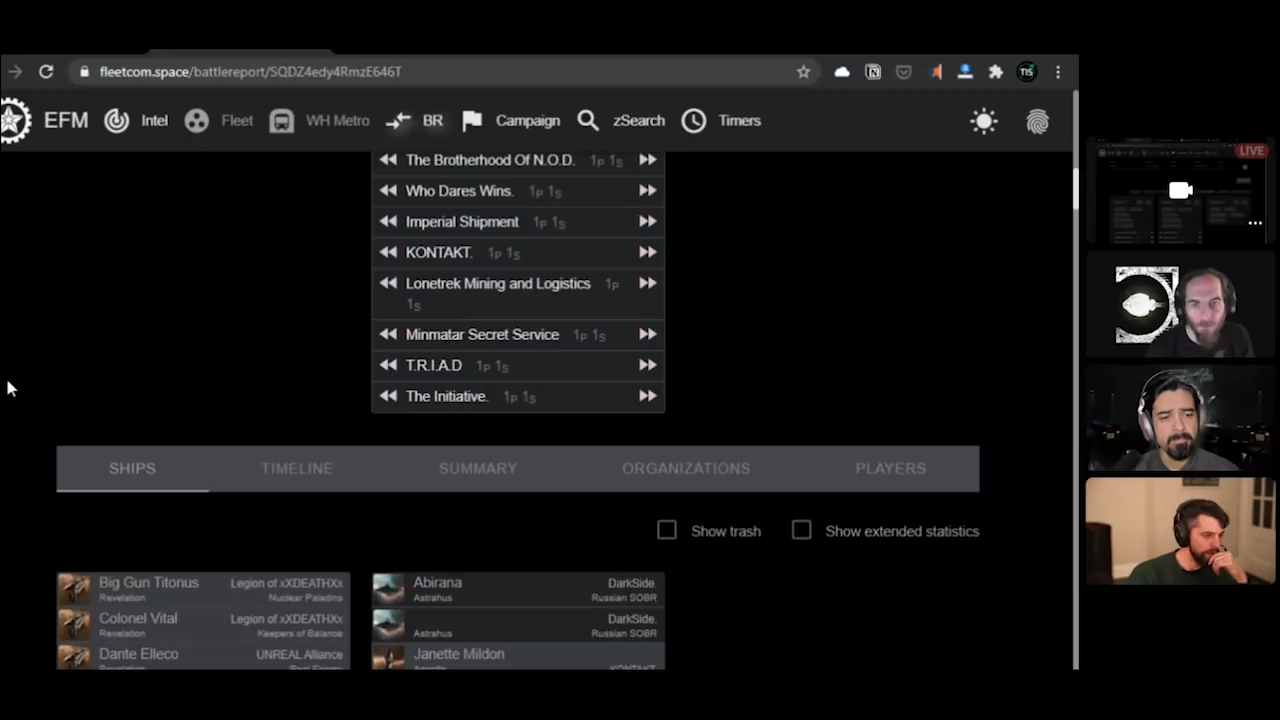 fleetcom.space/battlereport/SQDZ4edy4RmzE646T
TIS
EFM Intel Fleet WH Metro BR Campaign zSearch Timers
LIVE
The Brotherhood Of N.O.D. 1p 1s
Who Dares Wins. 1p 1s
Imperial Shipment 1p 1s
KONTAKT. 1p 1s
Lonetrek Mining and Logistics 1p
1s
Minmatar Secret Service 1p 1s
T.R.I.A.D 1p 1s
The Initiative. 1p 1s
SHIPS TIMELINE SUMMARY ORGANIZATIONS PLAYERS
Show trash Show extended statistics
Big Gun Titonus Legion of xXDEATHXx
Revelation Nuclear Paladins
Colonel Vital Legion of xXDEATHXx
Revelation Keepers of Balance
Dante Elleco UNREAL Alliance
Abirana DarkSide.
Astrahus Russian SOBR
DarkSide.
Astrahus Russian SOBR
Janette Mildon